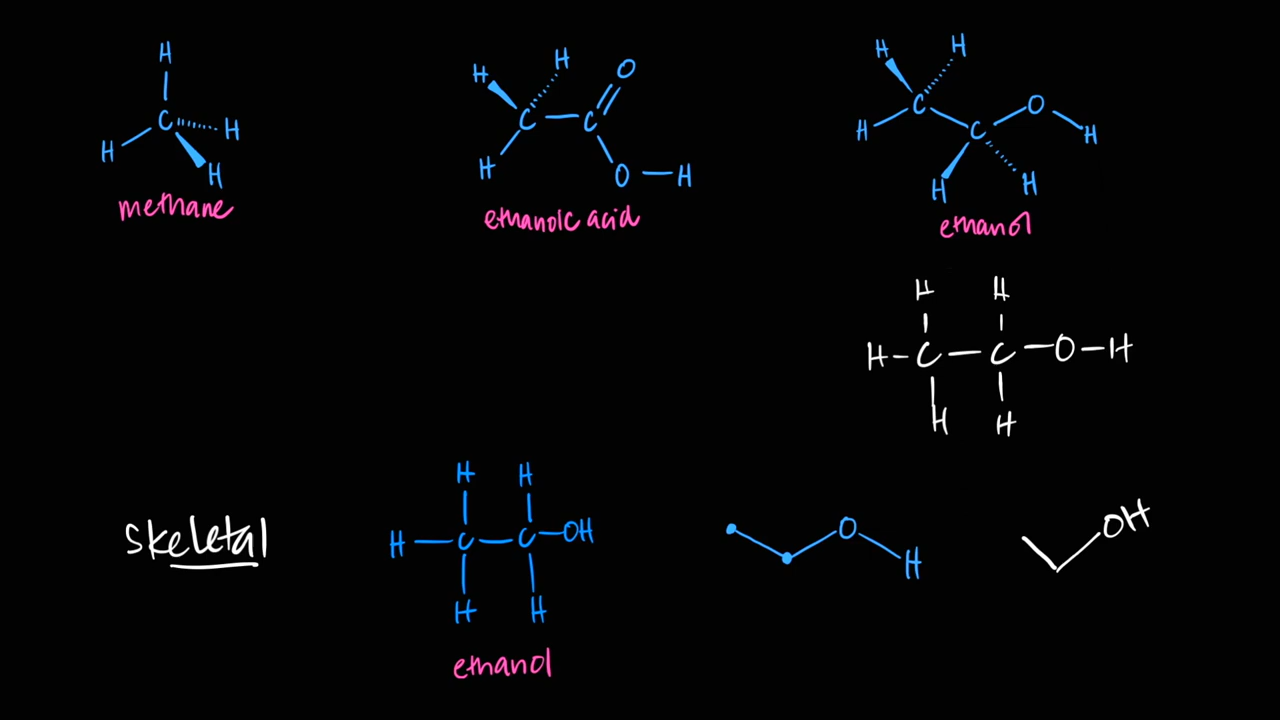 H
C H
H
H
methane
H H O
C C
H O H
ethanoic acid
H H
C O
H C H
H H
ethanol
H H
H C C O H
H H
skeletal
H H
H C C OH
H H
ethanol
O
H
OH